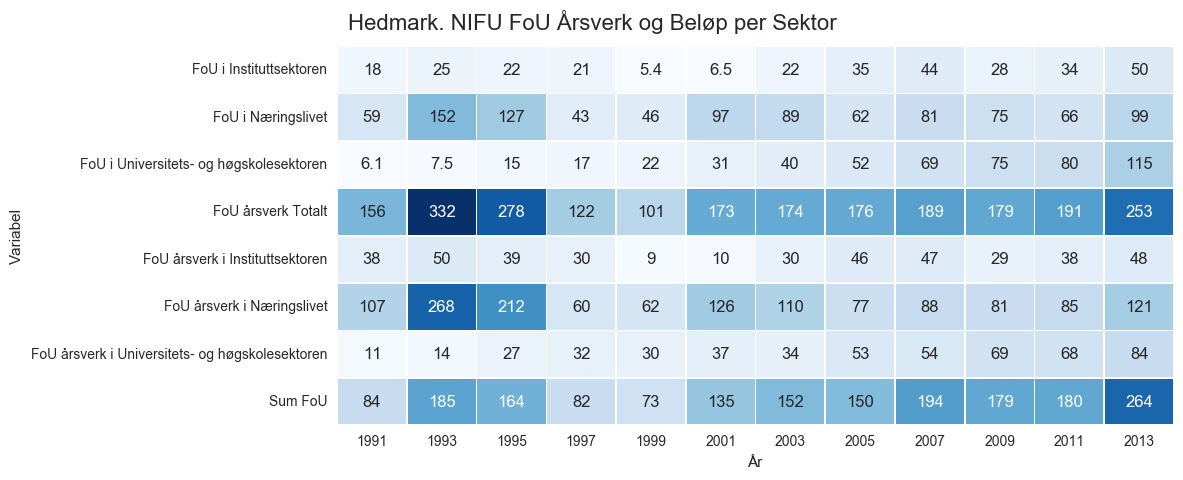 Hedmark. NIFU FoU Årsverk og Beløp per Sektor
FoU i Instituttsektoren 18 25 22 21 5.4 6.5 22 35 44 28 34 50
FoU i Næringslivet 59 152 127 43 46 97 89 62 81 75 66 99
FoU i Universitets- og høgskolesektoren 6.1 7.5 15 17 22 31 40 52 69 75 80 115
FoU årsverk Totalt 156 332 278 122 101 173 174 176 189 179 191 253
FoU årsverk i Instituttsektoren 38 50 39 30 9 10 30 46 47 29 38 48
FoU årsverk i Næringslivet 107 268 212 60 62 126 110 77 88 81 85 121
FoU årsverk i Universitets- og høgskolesektoren 11 14 27 32 30 37 34 53 54 69 68 84
Sum FoU 84 185 164 82 73 135 152 150 194 179 180 264
1991 1993 1995 1997 1999 2001 2003 2005 2007 2009 2011 2013
År
Variabel